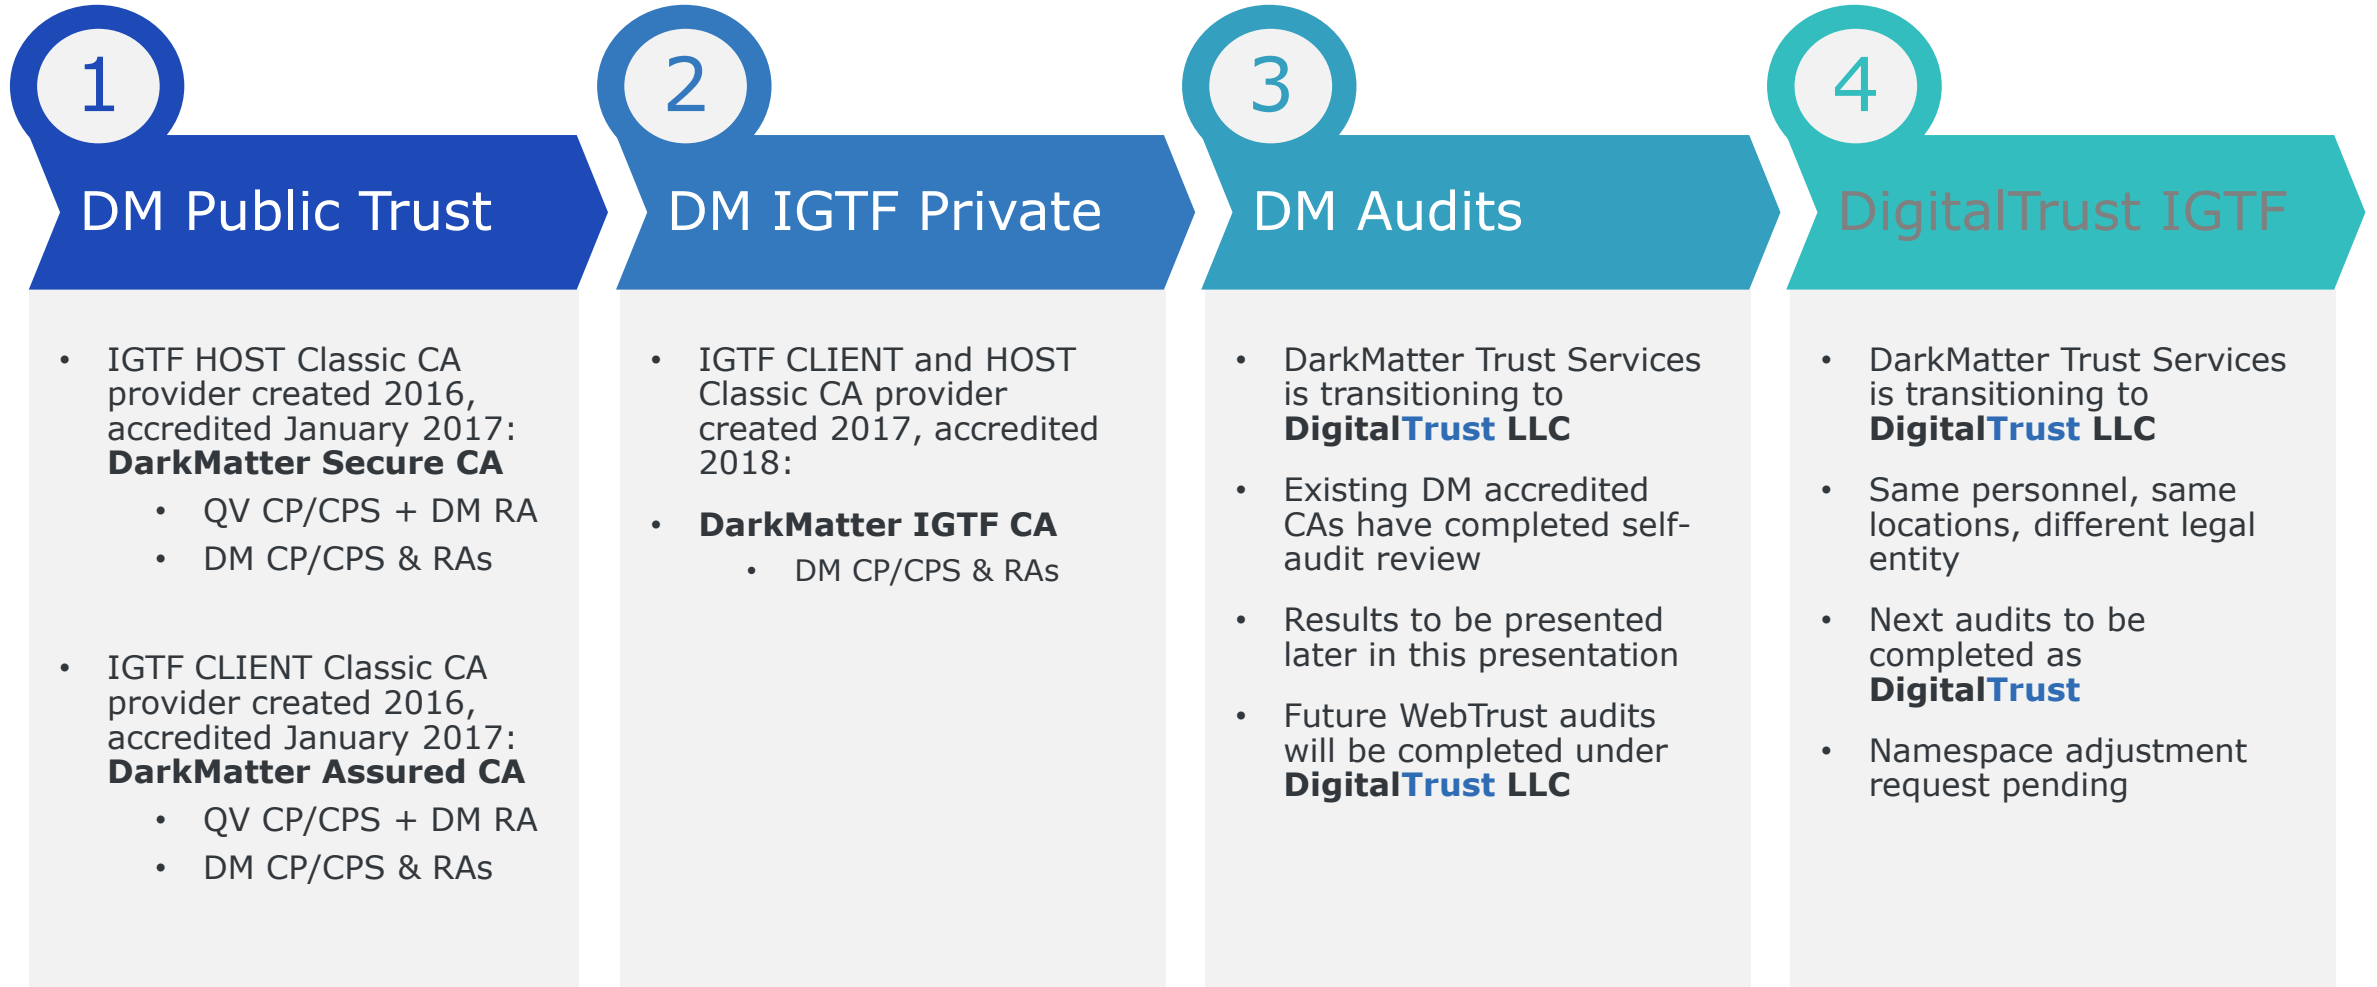 1
DM Public Trust
• IGTF HOST Classic CA
provider created 2016,
accredited January 2017:
DarkMatter Secure CA
• QV CP/CPS + DM RA
• DM CP/CPS & RAs
• IGTF CLIENT Classic CA
provider created 2016,
accredited January 2017:
DarkMatter Assured CA
• QV CP/CPS + DM RA
• DM CP/CPS & RAs
2
DM IGTF Private
• IGTF CLIENT and HOST
Classic CA provider
created 2017, accredited
2018:
• DarkMatter IGTF CA
• DM CP/CPS & RAs
3
DM Audits
• DarkMatter Trust Services
is transitioning to
DigitalTrust LLC
• Existing DM accredited
CAs have completed self-
audit review
• Results to be presented
later in this presentation
• Future WebTrust audits
will be completed under
DigitalTrust LLC
4
DigitalTrust IGTF
• DarkMatter Trust Services
is transitioning to
DigitalTrust LLC
• Same personnel, same
locations, different legal
entity
• Next audits to be
completed as
DigitalTrust
• Namespace adjustment
request pending